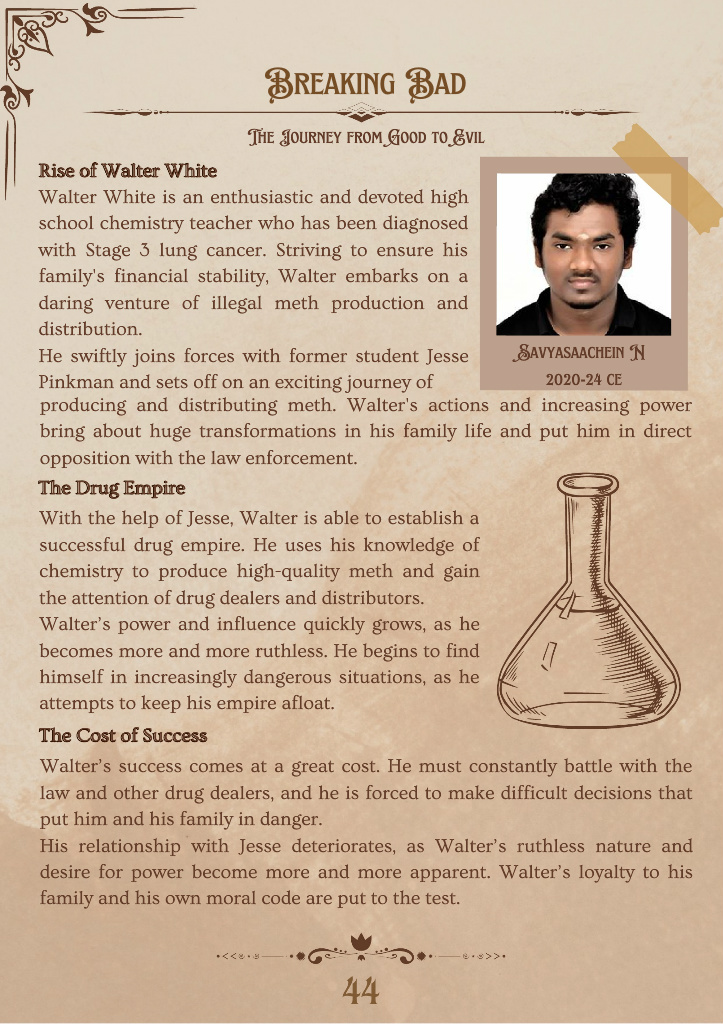 Breaking Bad
The Journey from Good to Evil
Rise of Walter White
Walter White is an enthusiastic and devoted high
school chemistry teacher who has been diagnosed
with Stage 3 lung cancer. Striving to ensure his
family's financial stability, Walter embarks on a
daring venture of illegal meth production and
distribution.
He swiftly joins forces with former student Jesse
Pinkman and sets off on an exciting journey of
producing and distributing meth. Walter's actions and increasing power
bring about huge transformations in his family life and put him in direct
opposition with the law enforcement.
Savyasaachein N
2020-24 CE
The Drug Empire
With the help of Jesse, Walter is able to establish a
successful drug empire. He uses his knowledge of
chemistry to produce high-quality meth and gain
the attention of drug dealers and distributors.
Walter's power and influence quickly grows, as he
becomes more and more ruthless. He begins to find
himself in increasingly dangerous situations, as he
attempts to keep his empire afloat.
The Cost of Success
Walter's success comes at a great cost. He must constantly battle with the
law and other drug dealers, and he is forced to make difficult decisions that
put him and his family in danger.
His relationship with Jesse deteriorates, as Walter's ruthless nature and
desire for power become more and more apparent. Walter's loyalty to his
family and his own moral code are put to the test.
44